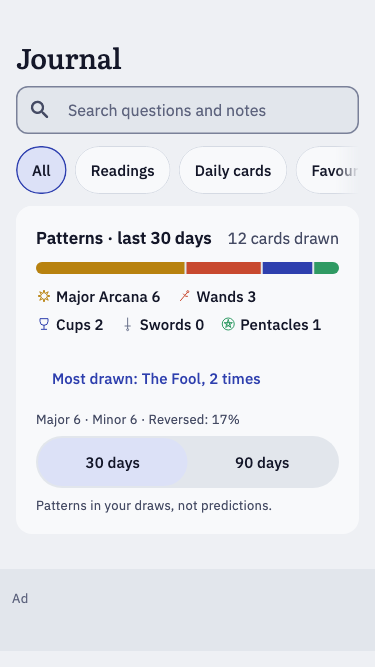 Journal
Search questions and notes
All Readings Daily cards Favour
Patterns · last 30 days 12 cards drawn
Major Arcana 6 Wands 3
Cups 2 Swords 0 Pentacles 1
Most drawn: The Fool, 2 times
Major 6 · Minor 6 · Reversed: 17%
30 days 90 days
Patterns in your draws, not predictions.
Ad